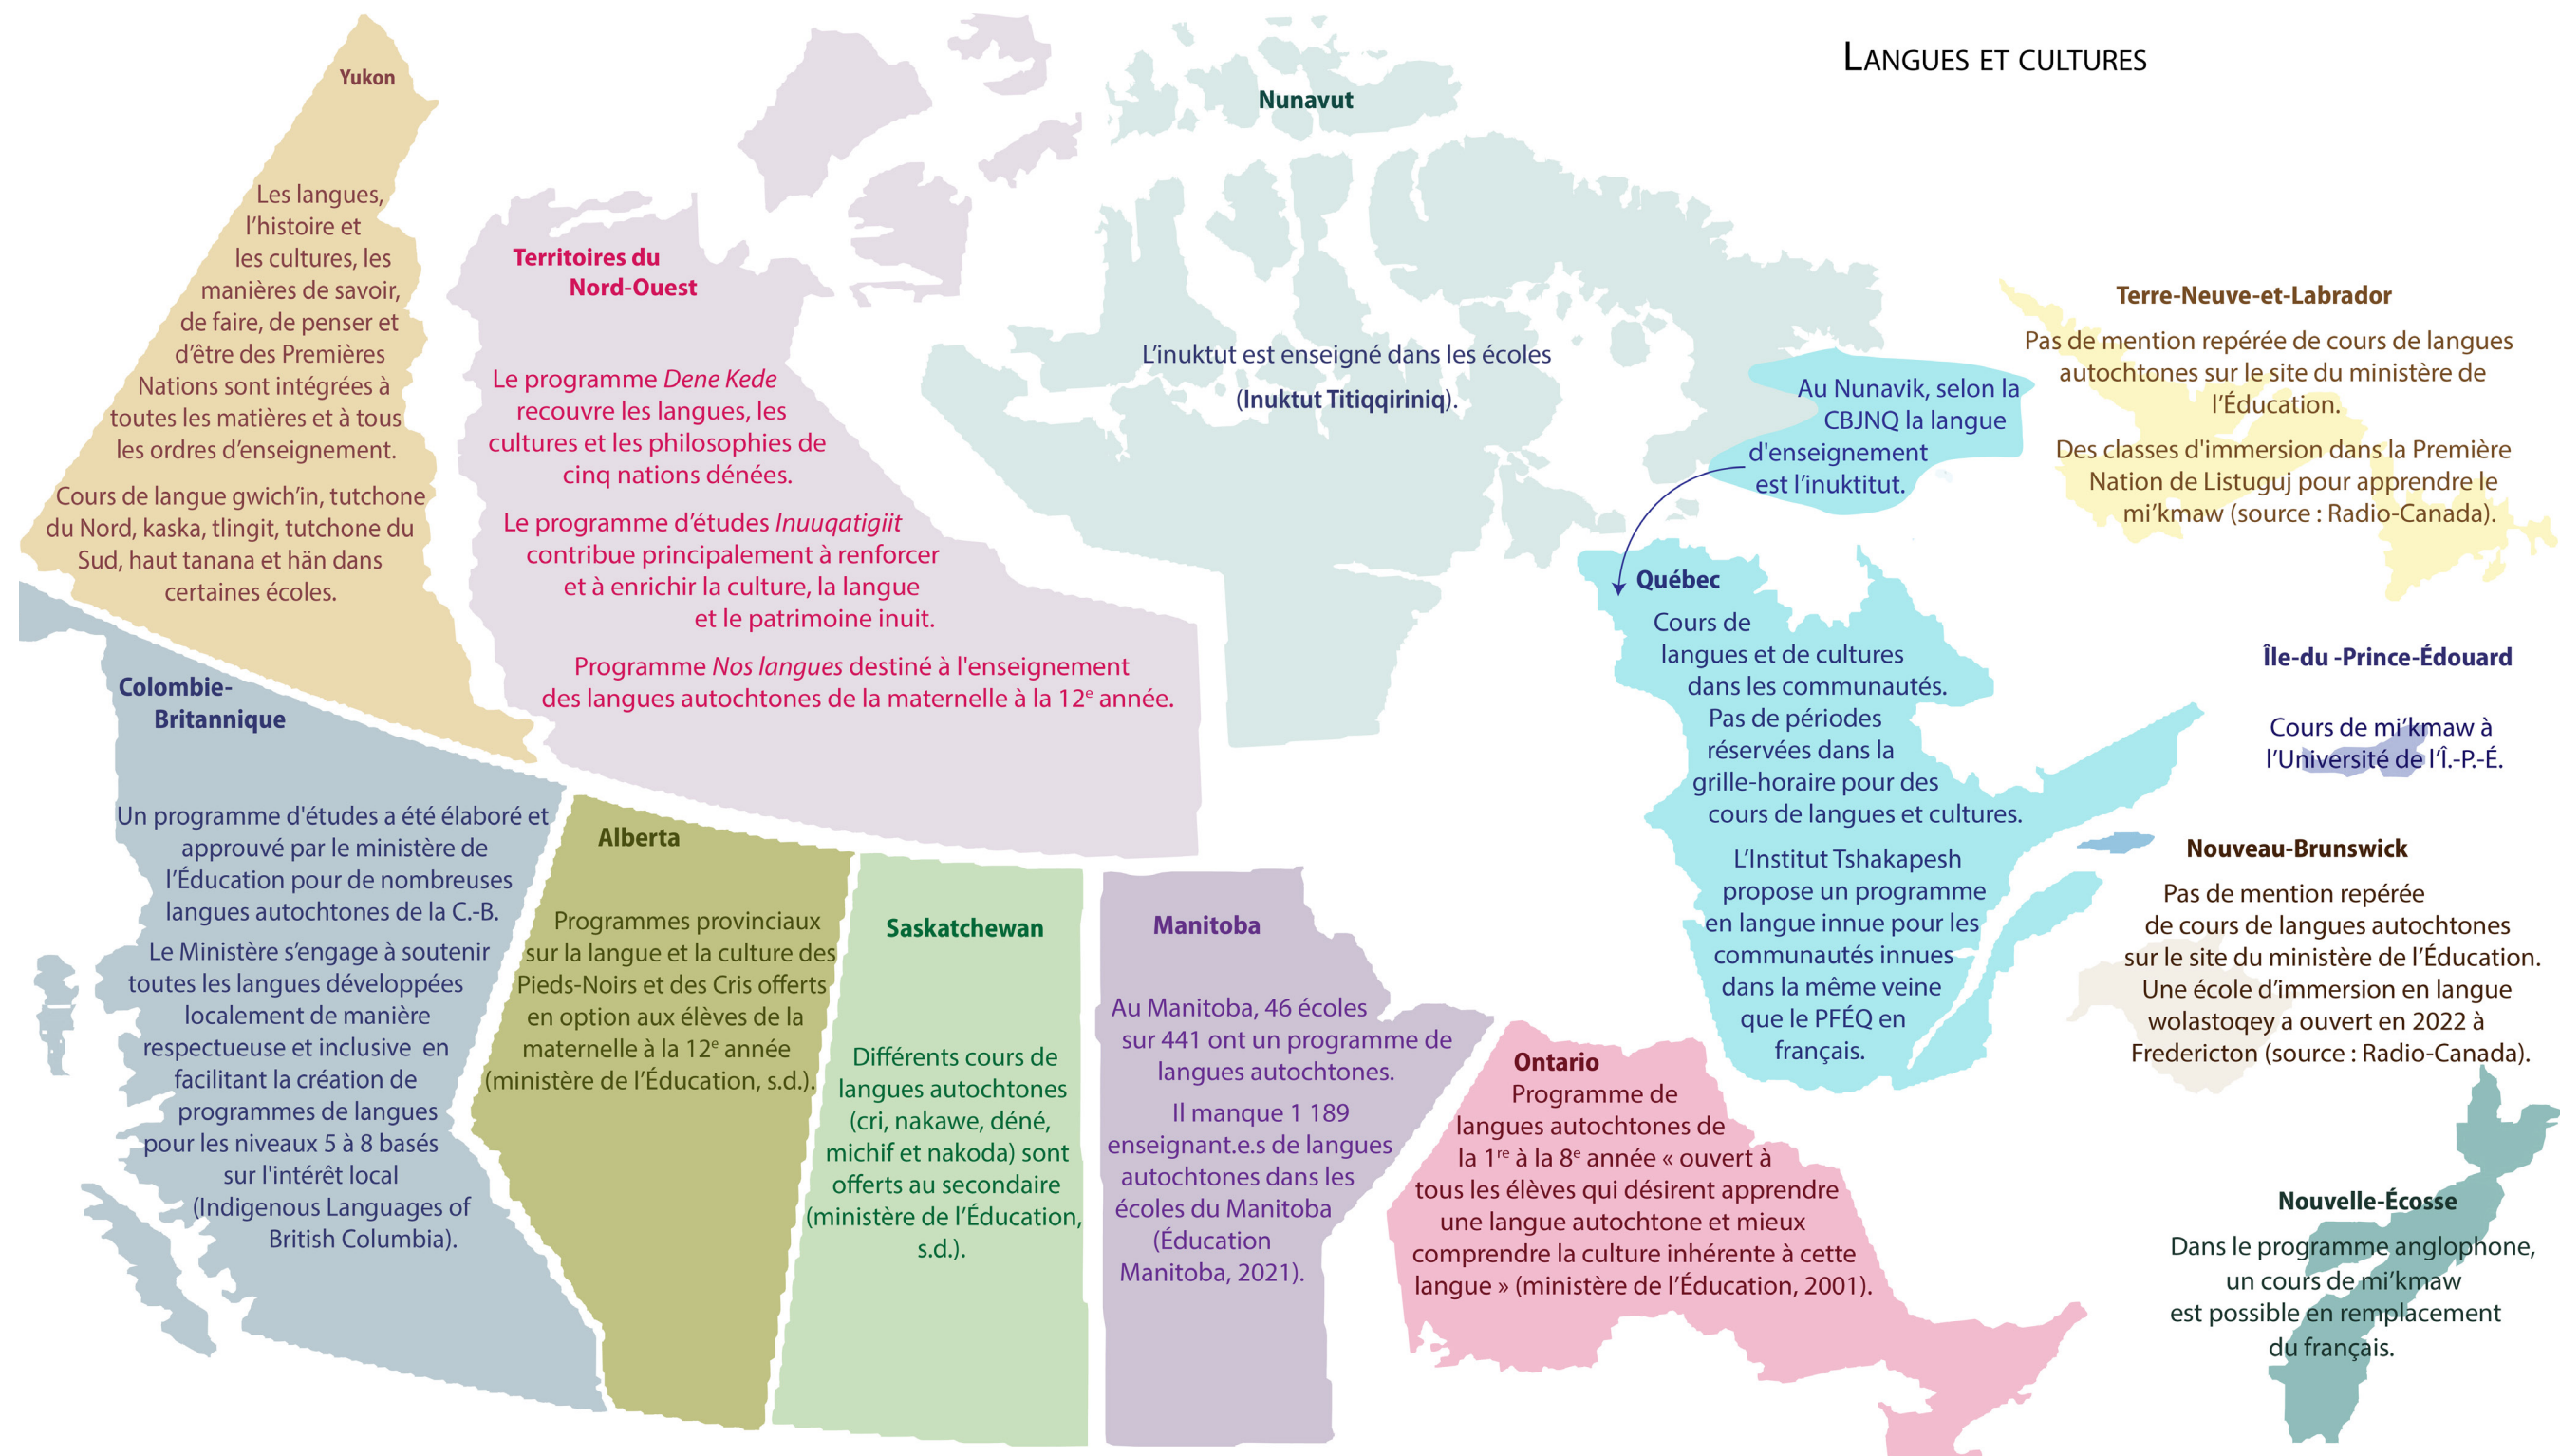 LANGUES ET CULTURES
Yukon
Les langues,
l'histoire et
les cultures, les
manières de savoir,
de faire, de penser et
d'être des Premières
Nations sont intégrées à
toutes les matières et à tous
les ordres d'enseignement.
Cours de langue gwich'in, tutchone
du Nord, kaska, tlingit, tutchone du
Sud, haut tanana et hän dans
certaines écoles.
Territoires du
Nord-Ouest
Le programme Dene Kede
recouvre les langues, les
cultures et les philosophies de
cinq nations dénées.
Le programme d'études Inuuqatigiit
contribue principalement à renforcer
et à enrichir la culture, la langue
et le patrimoine inuit.
Programme Nos langues destiné à l'enseignement
des langues autochtones de la maternelle à la 12e année.
Nunavut
L'inuktut est enseigné dans les écoles
(Inuktut Titiqqiriniq).
Au Nunavik, selon la
CBJNQ la langue
d'enseignement
est l'inuktitut.
Terre-Neuve-et-Labrador
Pas de mention repérée de cours de langues
autochtones sur le site du ministère de
l'Éducation.
Des classes d'immersion dans la Première
Nation de Listuguj pour apprendre le
mi'kmaw (source : Radio-Canada).
Québec
Cours de
langues et de cultures
dans les communautés.
Pas de périodes
réservées dans la
grille-horaire pour des
cours de langues et cultures.
L'Institut Tshakapesh
propose un programme
en langue innue pour les
communautés innues
dans la même veine
que le PFÉQ en
français.
Île-du -Prince-Édouard
Cours de mi'kmaw à
l'Université de l'Î.-P.-É.
Nouveau-Brunswick
Pas de mention repérée
de cours de langues autochtones
sur le site du ministère de l'Éducation.
Une école d'immersion en langue
wolastoqey a ouvert en 2022 à
Fredericton (source : Radio-Canada).
Nouvelle-Écosse
Dans le programme anglophone,
un cours de mi'kmaw
est possible en remplacement
du français.
Colombie-
Britannique
Un programme d'études a été élaboré et
approuvé par le ministère de
l'Éducation pour de nombreuses
langues autochtones de la C.-B.
Le Ministère s'engage à soutenir
toutes les langues développées
localement de manière
respectueuse et inclusive en
facilitant la création de
programmes de langues
pour les niveaux 5 à 8 basés
sur l'intérêt local
(Indigenous Languages of
British Columbia).
Alberta
Programmes provinciaux
sur la langue et la culture des
Pieds-Noirs et des Cris offerts
en option aux élèves de la
maternelle à la 12e année
(ministère de l'Éducation, s.d.).
Saskatchewan
Différents cours de
langues autochtones
(cri, nakawe, déné,
michif et nakoda) sont
offerts au secondaire
(ministère de l'Éducation,
s.d.).
Manitoba
Au Manitoba, 46 écoles
sur 441 ont un programme de
langues autochtones.
Il manque 1 189
enseignant.e.s de langues
autochtones dans les
écoles du Manitoba
(Éducation
Manitoba, 2021).
Ontario
Programme de
langues autochtones de
la 1re à la 8e année « ouvert à
tous les élèves qui désirent apprendre
une langue autochtone et mieux
comprendre la culture inhérente à cette
langue » (ministère de l'Éducation, 2001).